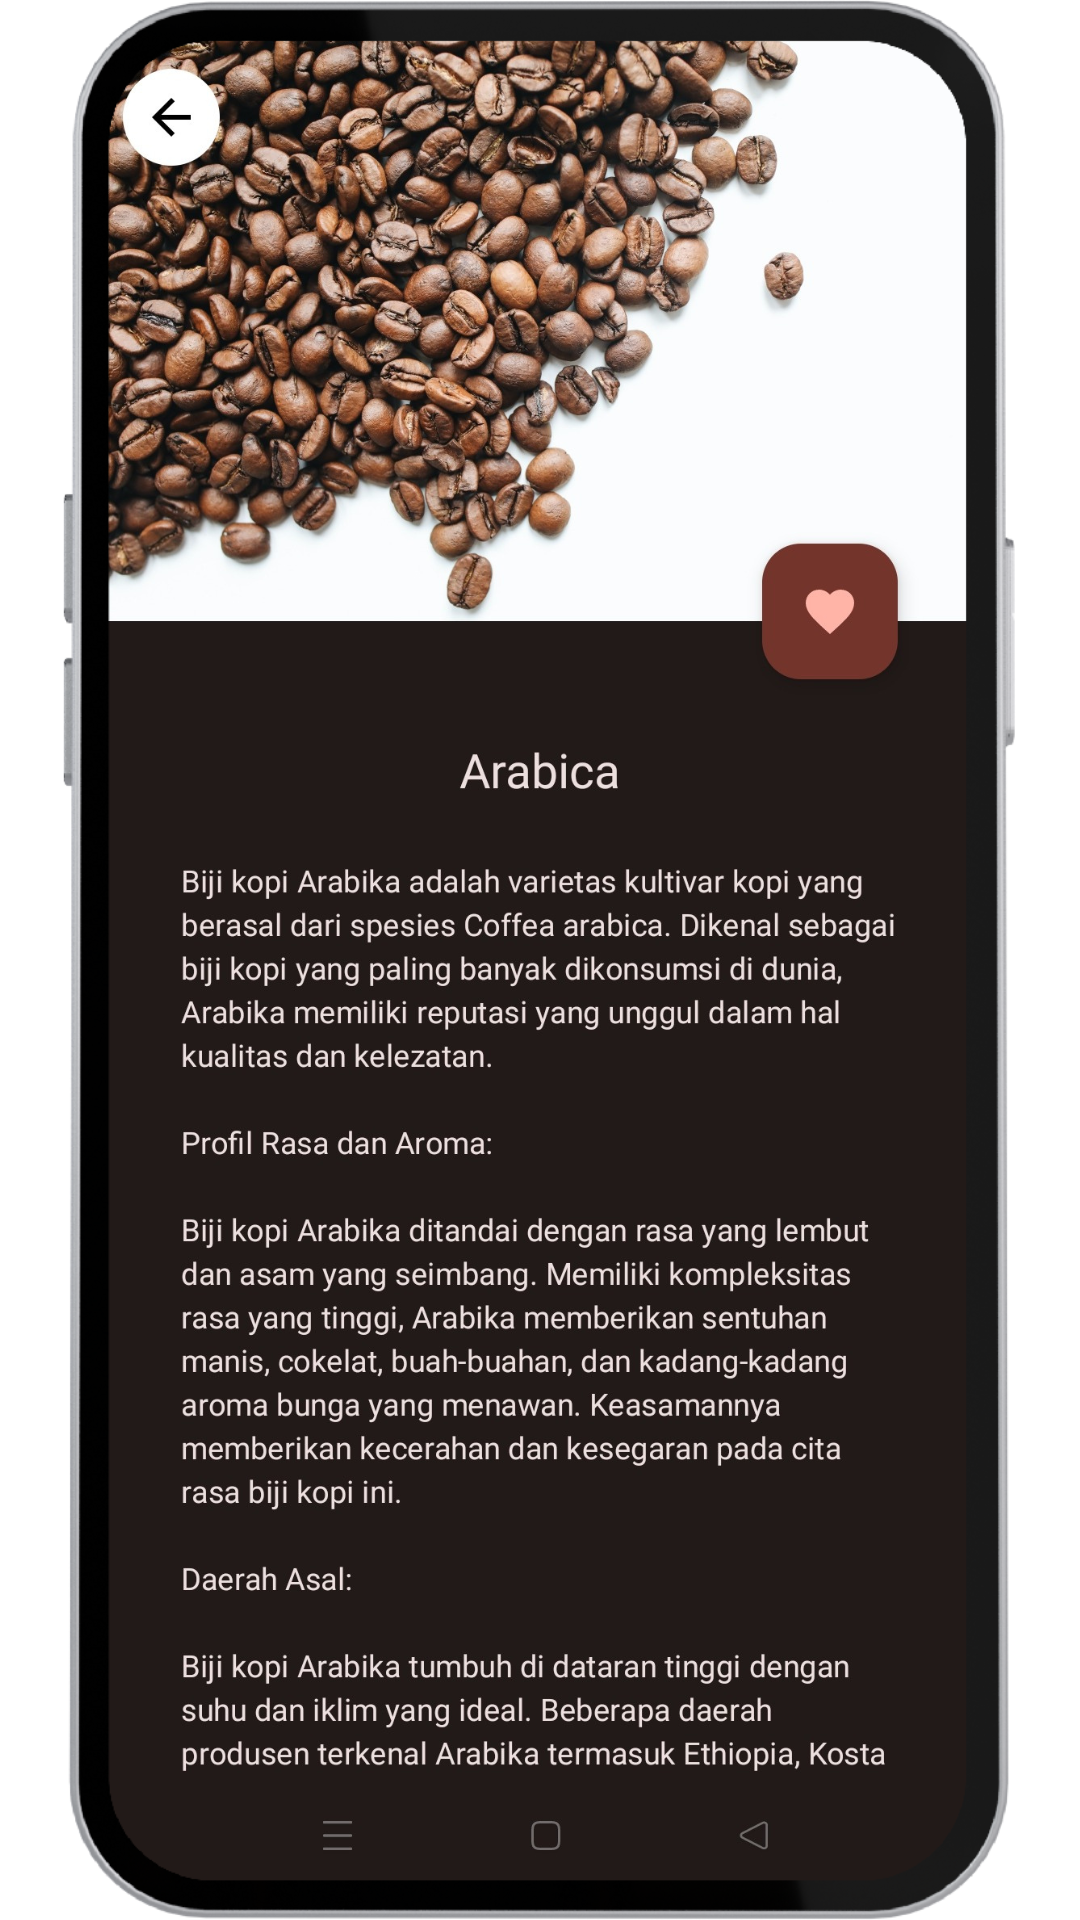 Arabica
Biji kopi Arabika adalah varietas kultivar kopi yang
berasal dari spesies Coffea arabica. Dikenal sebagai
biji kopi yang paling banyak dikonsumsi di dunia,
Arabika memiliki reputasi yang unggul dalam hal
kualitas dan kelezatan.
Profil Rasa dan Aroma:
Biji kopi Arabika ditandai dengan rasa yang lembut
dan asam yang seimbang. Memiliki kompleksitas
rasa yang tinggi, Arabika memberikan sentuhan
manis, cokelat, buah-buahan, dan kadang-kadang
aroma bunga yang menawan. Keasamannya
memberikan kecerahan dan kesegaran pada cita
rasa biji kopi ini.
Daerah Asal:
Biji kopi Arabika tumbuh di dataran tinggi dengan
suhu dan iklim yang ideal. Beberapa daerah
produsen terkenal Arabika termasuk Ethiopia, Kosta